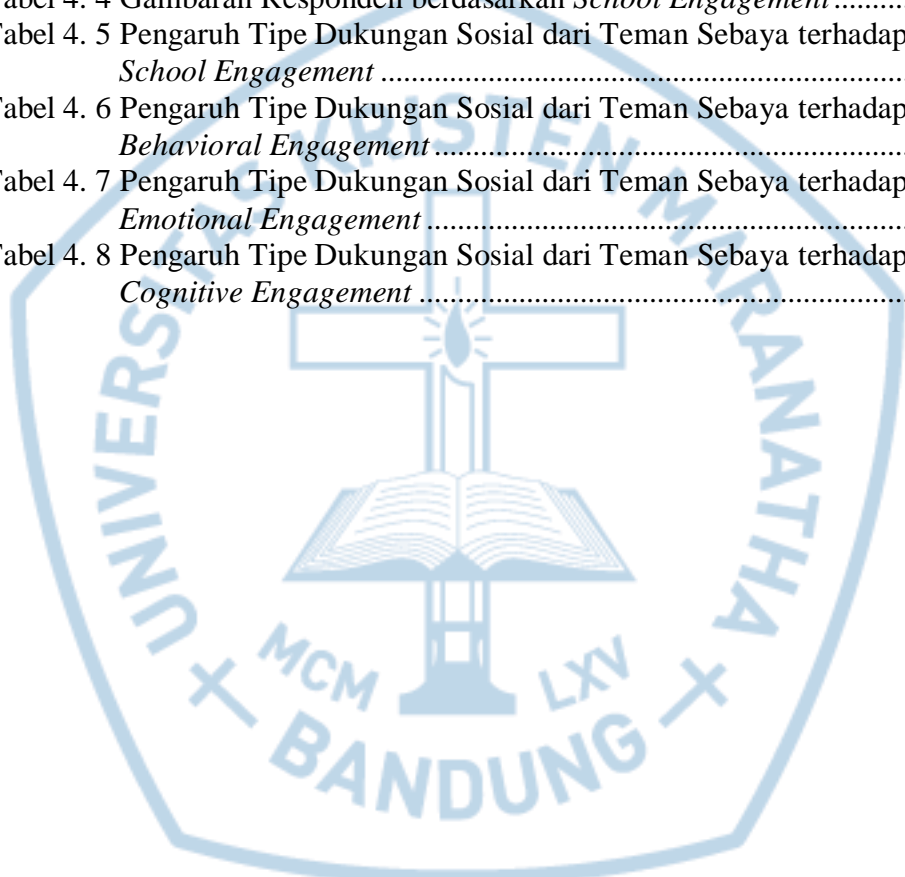 abel 4. 4 Gambaran Responden berdasarkan School Engagement..........
abel 4. 5 Pengaruh Tipe Dukungan Sosial dari Teman Sebaya terhadap
School Engagement ..........................................................
abel 4. 6 Pengaruh Tipe Dukungan Sosial dari Teman Sebaya terhadap
Behavioral Engagement ....................................................
abel 4. 7 Pengaruh Tipe Dukungan Sosial dari Teman Sebaya terhadap
Emotional Engagement .....................................................
abel 4. 8 Pengaruh Tipe Dukungan Sosial dari Teman Sebaya terhadap
Cognitive Engagement ......................................................
UNIVERSITAS KRISTEN MARANATHA
MCM LXV
BANDUNG